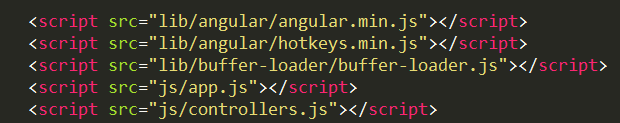 <script src="lib/angular/angular.min.js"></script>
<script src="lib/angular/hotkeys.min.js"></script>
<script src="lib/buffer-loader/buffer-loader.js"></script>
<script src="js/app.js"></script>
<script src="js/controllers.js"></script>